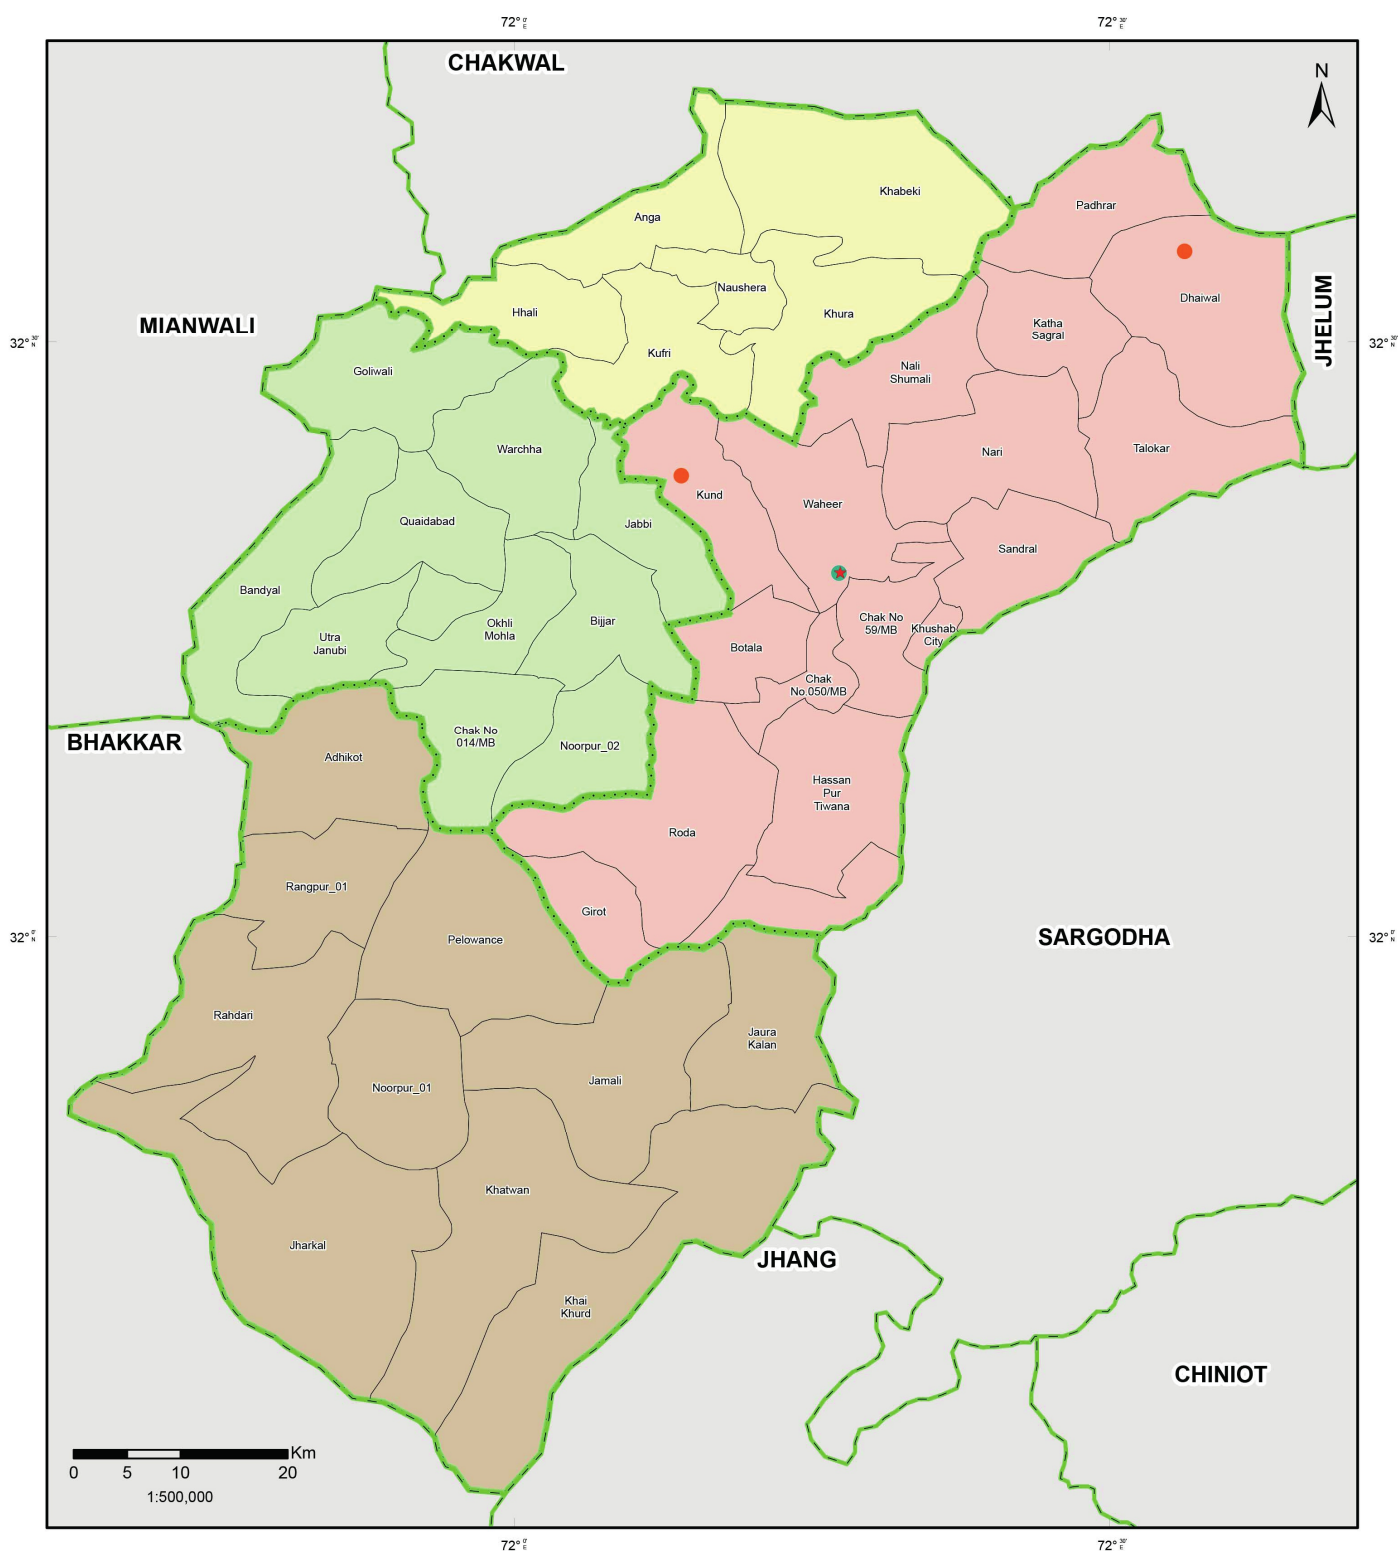 72° 0' E
72° 30' E
CHAKWAL
N
Khabeki
Padhrar
Anga
Dhaiwal
Naushera
Hhali
Khura
Katha
Sagral
MIANWALI
JHELUM
32° 30' N
32° 30' N
Kufri
Goliwali
Nali
Shumali
Warchha
Nari
Talokar
Kund
Waheer
Quaidabad
Jabbi
Sandral
Bandyal
Okhli
Mohla
Bijjar
Chak No
59/MB
Khushab
City
Utra
Janubi
Botala
Chak
No 050/MB
BHAKKAR
Chak No
014/MB
Noorpur_02
Adhikot
Hassan
Pur
Tiwana
Roda
Rangpur_01
Girot
32° 0' N
Pelowance
SARGODHA
32° 0' N
Rahdari
Jaura
Kalan
Noorpur_01
Jamali
Khatwan
Jharkal
JHANG
Khai
Khurd
CHINIOT
Km
0 5 10 20
1:500,000
72° 0' E
72° 30' E